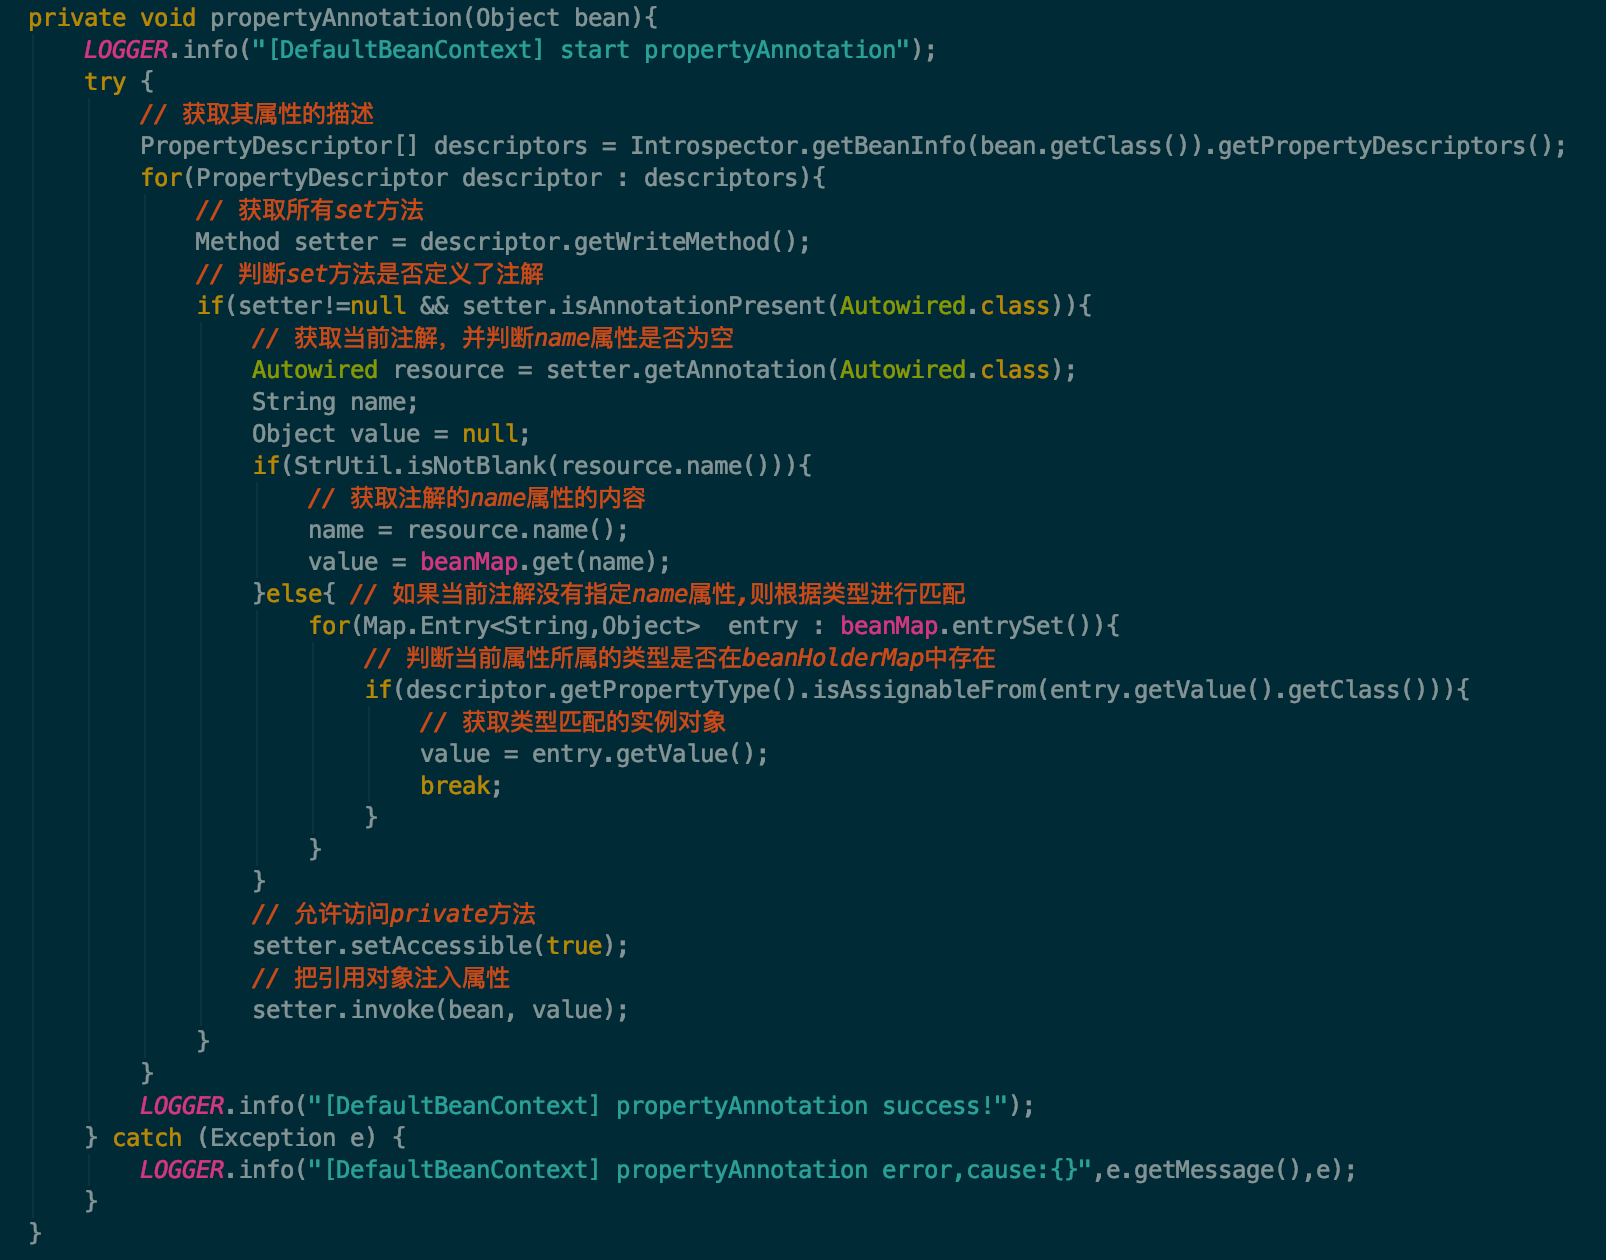 private void propertyAnnotation(Object bean){
    LOGGER.info("[DefaultBeanContext] start propertyAnnotation");
    try {
        // 获取其属性的描述
        PropertyDescriptor[] descriptors = Introspector.getBeanInfo(bean.getClass()).getPropertyDescriptors();
        for(PropertyDescriptor descriptor : descriptors){
            // 获取所有set方法
            Method setter = descriptor.getWriteMethod();
            // 判断set方法是否定义了注解
            if(setter!=null && setter.isAnnotationPresent(Autowired.class)){
                // 获取当前注解，并判断name属性是否为空
                Autowired resource = setter.getAnnotation(Autowired.class);
                String name;
                Object value = null;
                if(StrUtil.isNotBlank(resource.name())){
                    // 获取注解的name属性的内容
                    name = resource.name();
                    value = beanMap.get(name);
                }else{ // 如果当前注解没有指定name属性,则根据类型进行匹配
                    for(Map.Entry<String,Object>  entry : beanMap.entrySet()){
                        // 判断当前属性所属的类型是否在beanHolderMap中存在
                        if(descriptor.getPropertyType().isAssignableFrom(entry.getValue().getClass())){
                            // 获取类型匹配的实例对象
                            value = entry.getValue();
                            break;
                        }
                    }
                }
                // 允许访问private方法
                setter.setAccessible(true);
                // 把引用对象注入属性
                setter.invoke(bean, value);
            }
        }
        LOGGER.info("[DefaultBeanContext] propertyAnnotation success!");
    } catch (Exception e) {
        LOGGER.info("[DefaultBeanContext] propertyAnnotation error,cause:{}",e.getMessage(),e);
    }
}